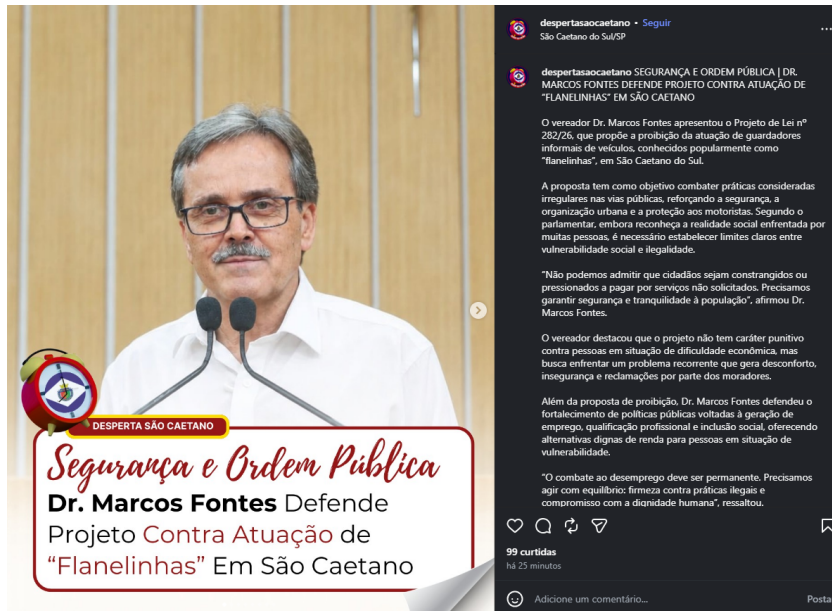 DESPERTA SÃO CAETANO
Segurança e Ordem Pública
Dr. Marcos Fontes Defende
Projeto Contra Atuação de
“Flanelinhas” Em São Caetano
despertasaocaetano • Seguir
São Caetano do Sul/SP
despertasaocaetano SEGURANÇA E ORDEM PÚBLICA | DR.
MARCOS FONTES DEFENDE PROJETO CONTRA ATUAÇÃO DE
“FLANELINHAS” EM SÃO CAETANO
O vereador Dr. Marcos Fontes apresentou o Projeto de Lei nº
282/26, que propõe a proibição da atuação de guardadores
informais de veículos, conhecidos popularmente como
“flanelinhas”, em São Caetano do Sul.
A proposta tem como objetivo combater práticas consideradas
irregulares nas vias públicas, reforçando a segurança, a
organização urbana e a proteção aos motoristas. Segundo o
parlamentar, embora reconheça a realidade social enfrentada por
muitas pessoas, é necessário estabelecer limites claros entre
vulnerabilidade social e ilegalidade.
“Não podemos admitir que cidadãos sejam constrangidos ou
pressionados a pagar por serviços não solicitados. Precisamos
garantir segurança e tranquilidade à população”, afirmou Dr.
Marcos Fontes.
O vereador destacou que o projeto não tem caráter punitivo
contra pessoas em situação de dificuldade econômica, mas
busca enfrentar um problema recorrente que gera desconforto,
insegurança e reclamações por parte dos moradores.
Além da proposta de proibição, Dr. Marcos Fontes defendeu o
fortalecimento de políticas públicas voltadas à geração de
emprego, qualificação profissional e inclusão social, oferecendo
alternativas dignas de renda para pessoas em situação de
vulnerabilidade.
“O combate ao desemprego deve ser permanente. Precisamos
agir com equilíbrio: firmeza contra práticas ilegais e
compromisso com a dignidade humana”, ressaltou.
99 curtidas
há 25 minutos
Adicione um comentário...
Posta